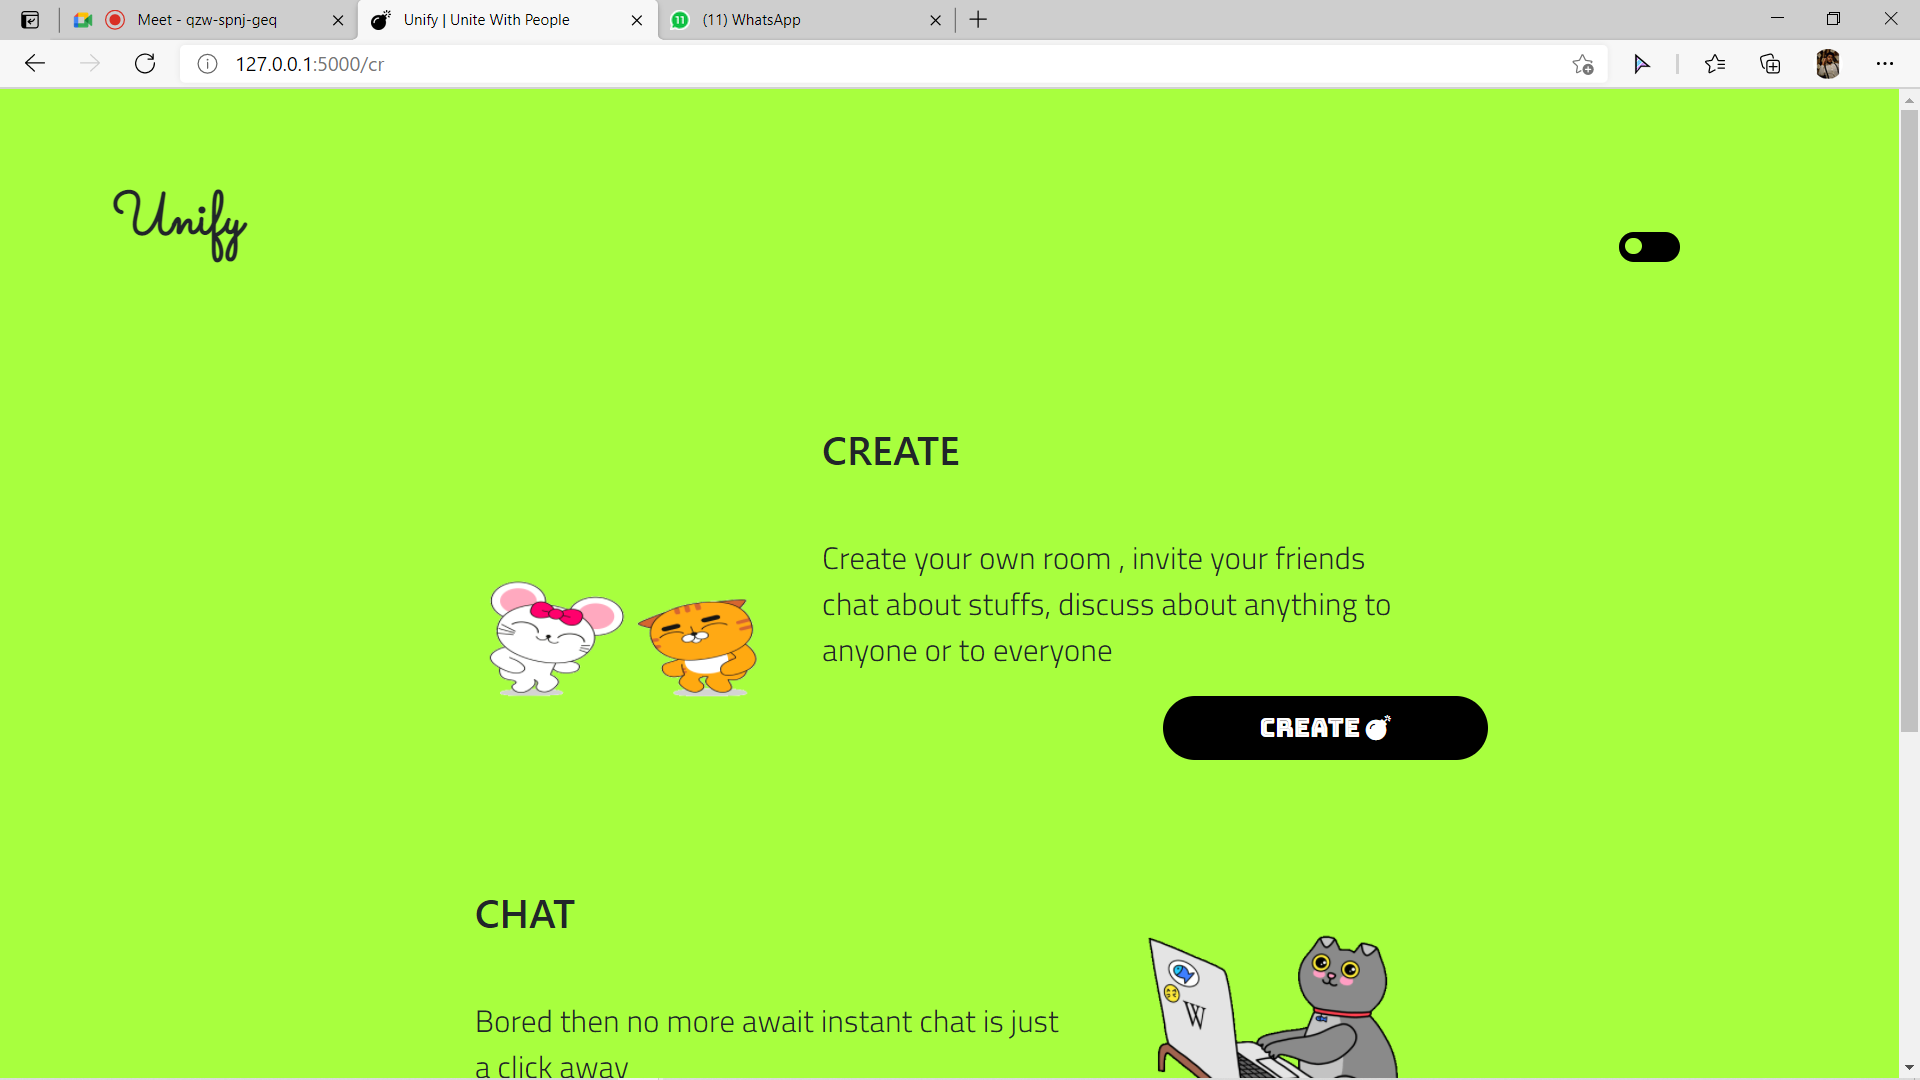 Meet - qzw-spnj-geq
Unify | Unite With People
11
(11) WhatsApp
127.0.0.1:5000/cr
Unify
CREATE
Create your own room , invite your friends
chat about stuffs, discuss about anything to
anyone or to everyone
CREATE
CHAT
W
Bored then no more await instant chat is just
a click away